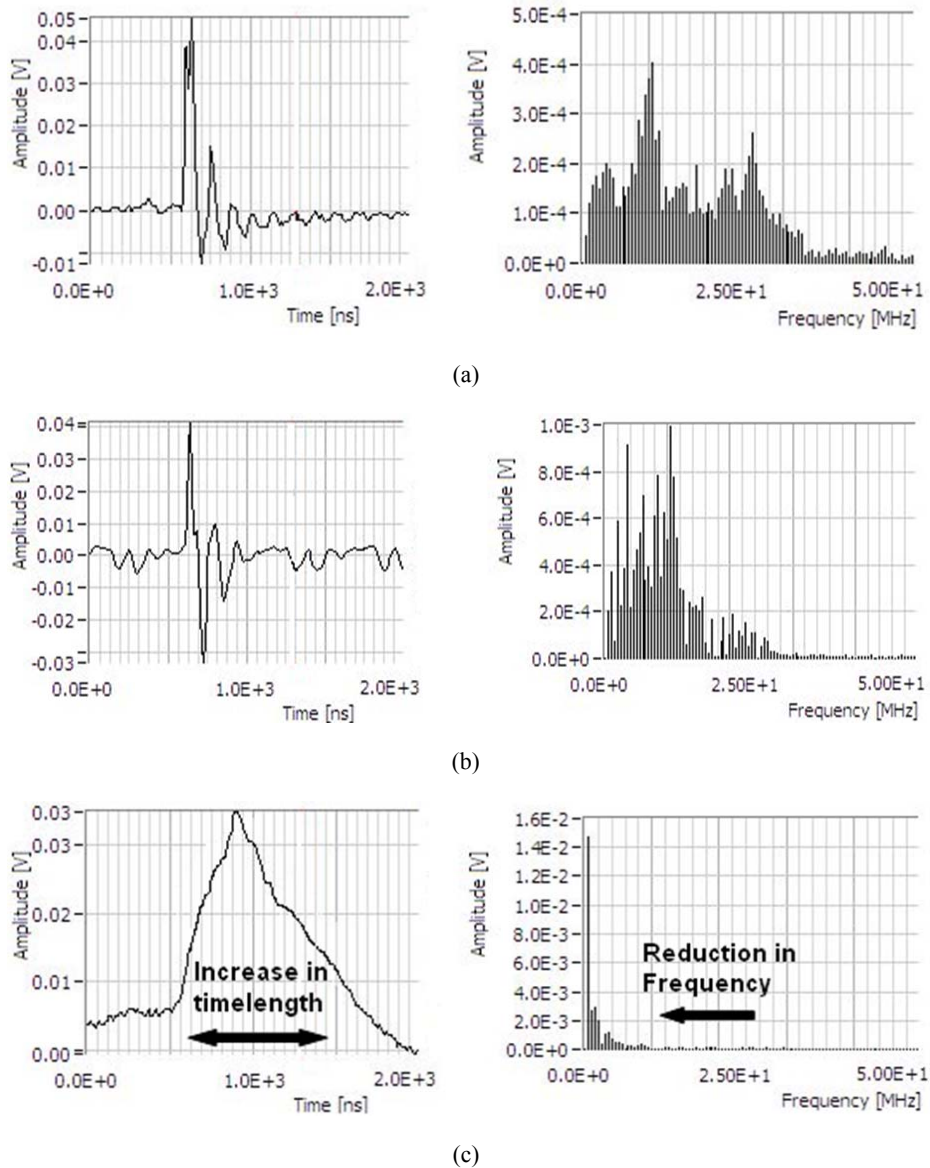 Amplitude [V]
0.05
0.04
0.03
0.01
0.00
-0.01
0.0E+0 1.0E+3 2.0E+3
Time [ns]
Amplitude [V]
5.0E-4
4.0E-4
3.0E-4
2.0E-4
1.0E-4
0.0E+0
0.0E+0 2.50E+1 5.00E+1
Frequency [MHz]
(a)
Amplitude [V]
0.04
0.03
0.01
0.00
-0.01
-0.02
-0.03
0.0E+0 1.0E+3 2.0E+3
Time [ns]
Amplitude [V]
1.0E-3
8.0E-4
6.0E-4
4.0E-4
2.0E-4
0.0E+0
0.0E+0 2.50E+1 5.00E+1
Frequency [MHz]
(b)
Amplitude [V]
0.03
0.03
0.02
0.01
0.00
Increase in
timelength
0.0E+0 1.0E+3 2.0E+3
Time [ns]
Amplitude [V]
1.6E-2
1.4E-2
1.2E-2
1.0E-2
8.0E-3
6.0E-3
4.0E-3
2.0E-3
0.0E+0
Reduction in
Frequency
0.0E+0 2.50E+1 5.00E+1
Frequency [MHz]
(c)